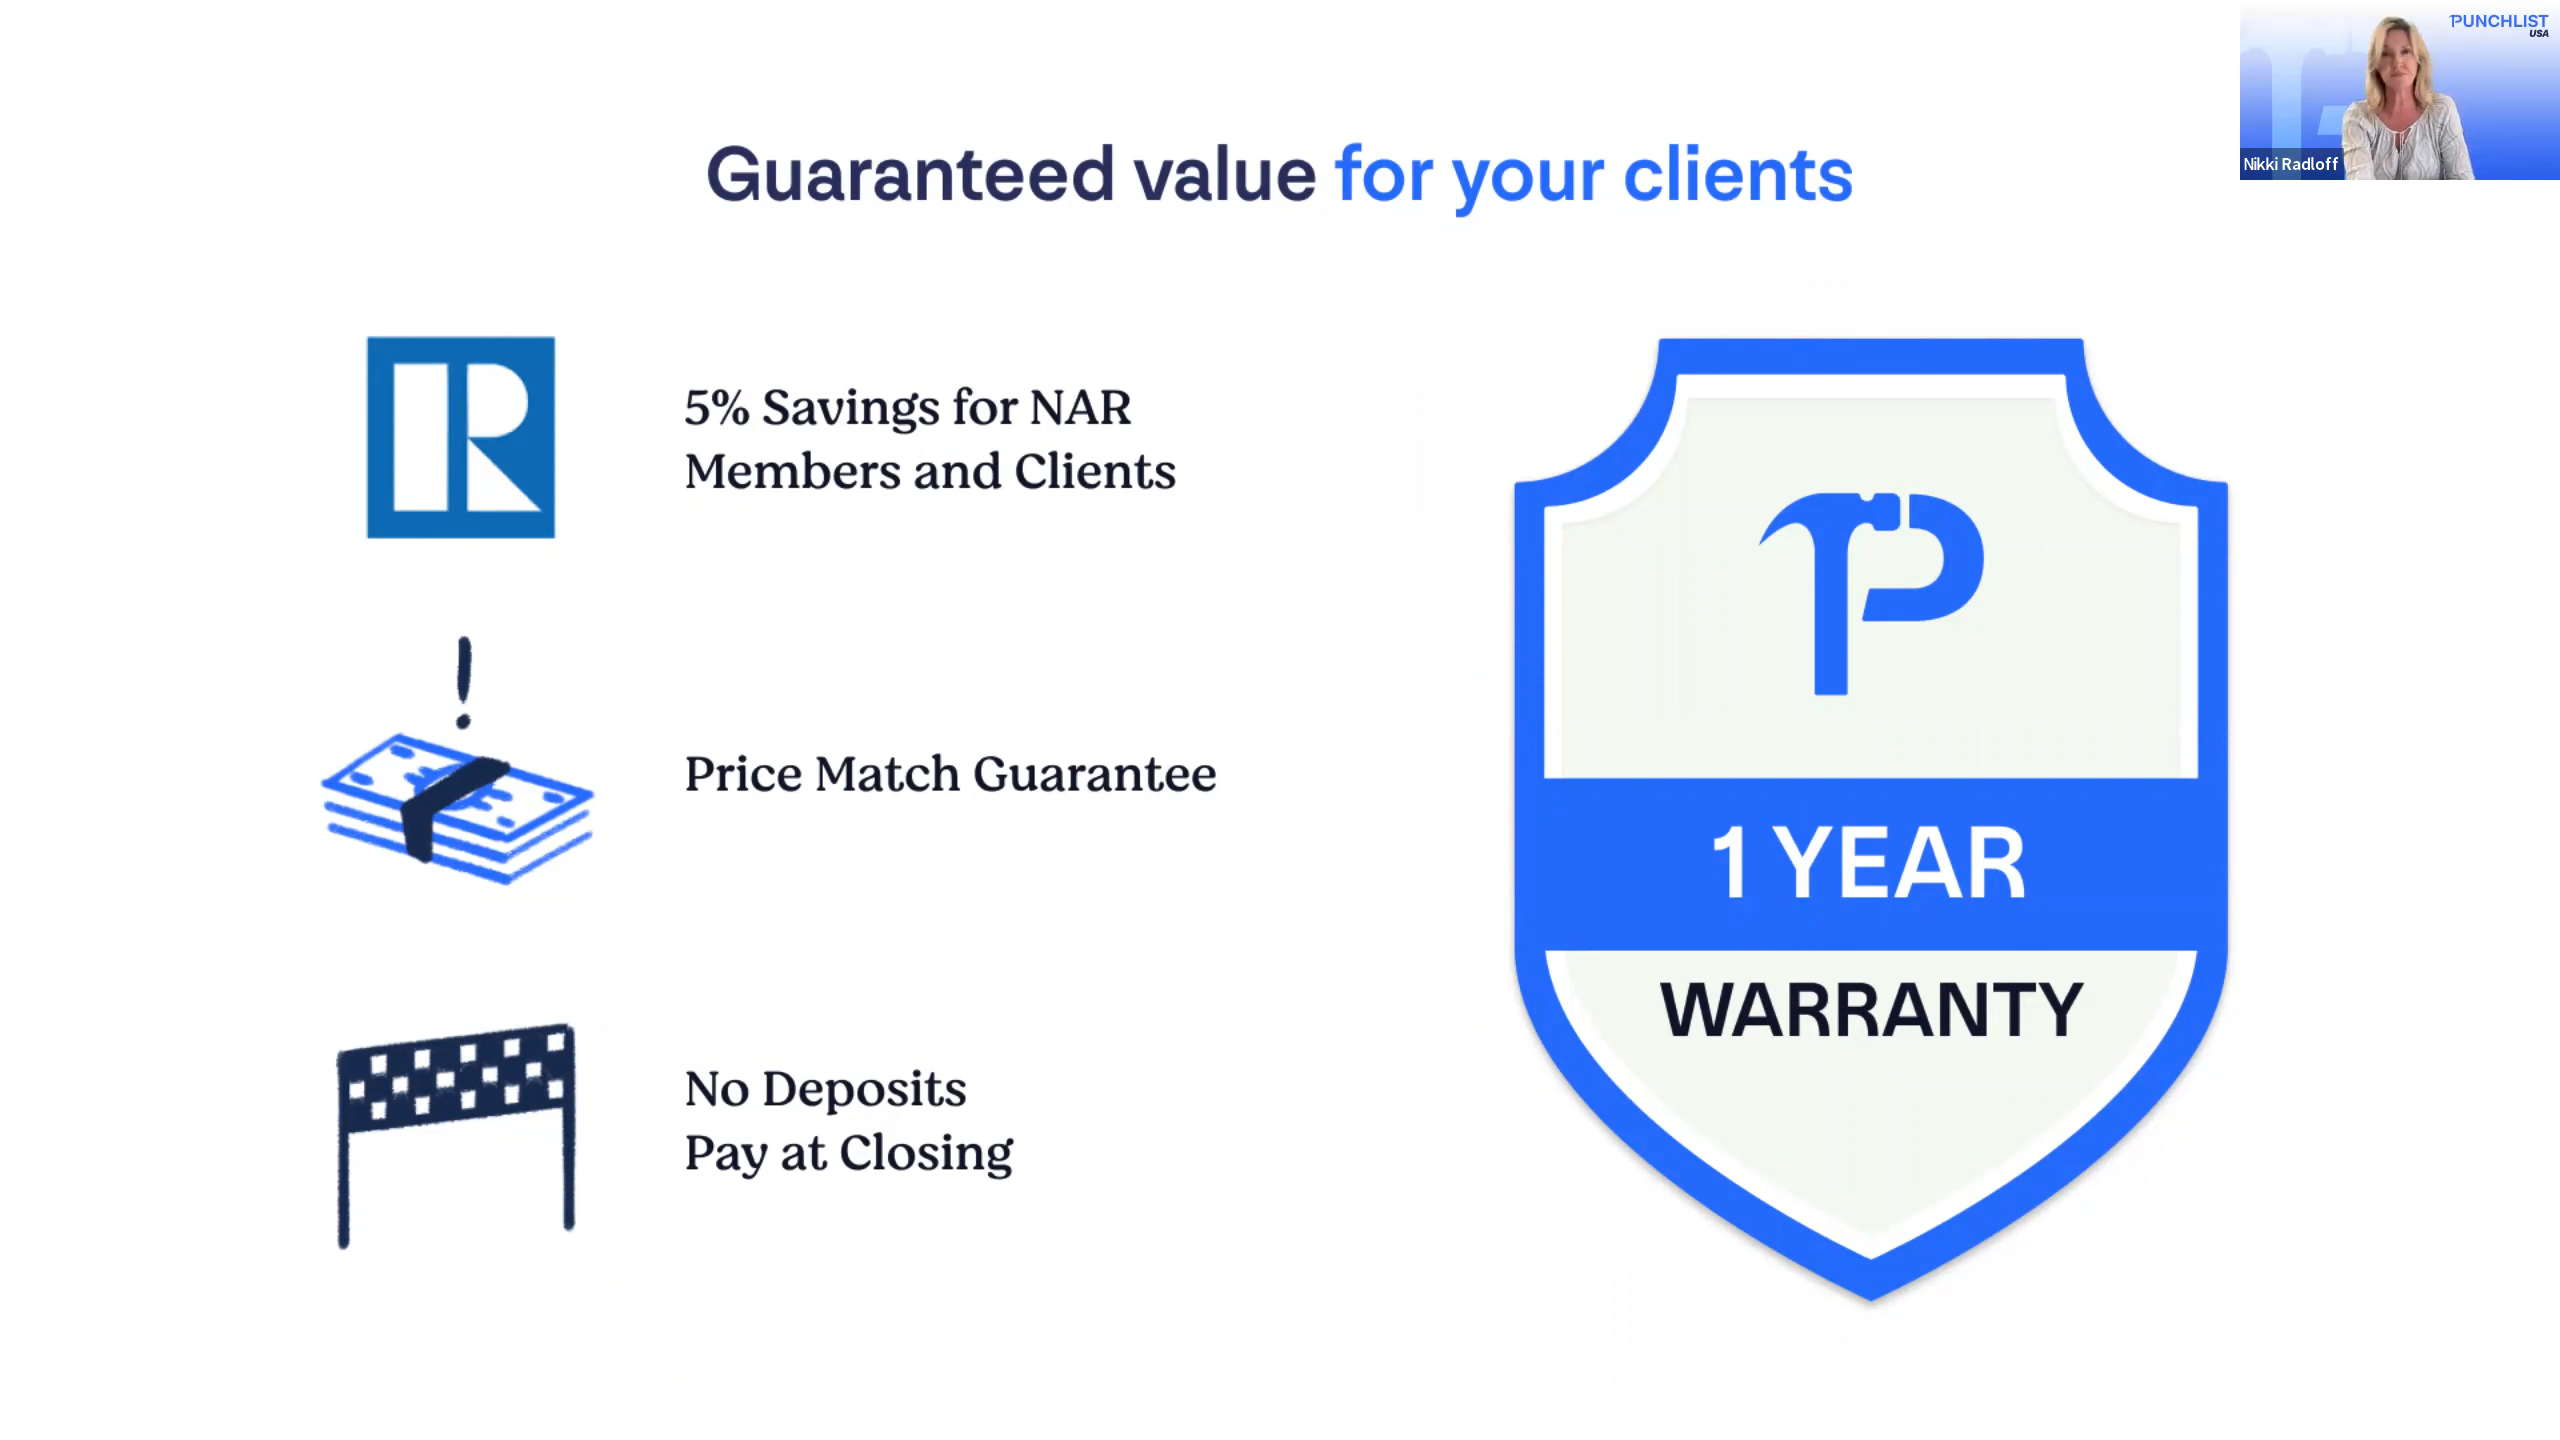 PUNCHLIST
USA
Nikki Radloff
Guaranteed value for your clients
5% Savings for NAR
Members and Clients
Price Match Guarantee
No Deposits
Pay at Closing
1 YEAR
WARRANTY